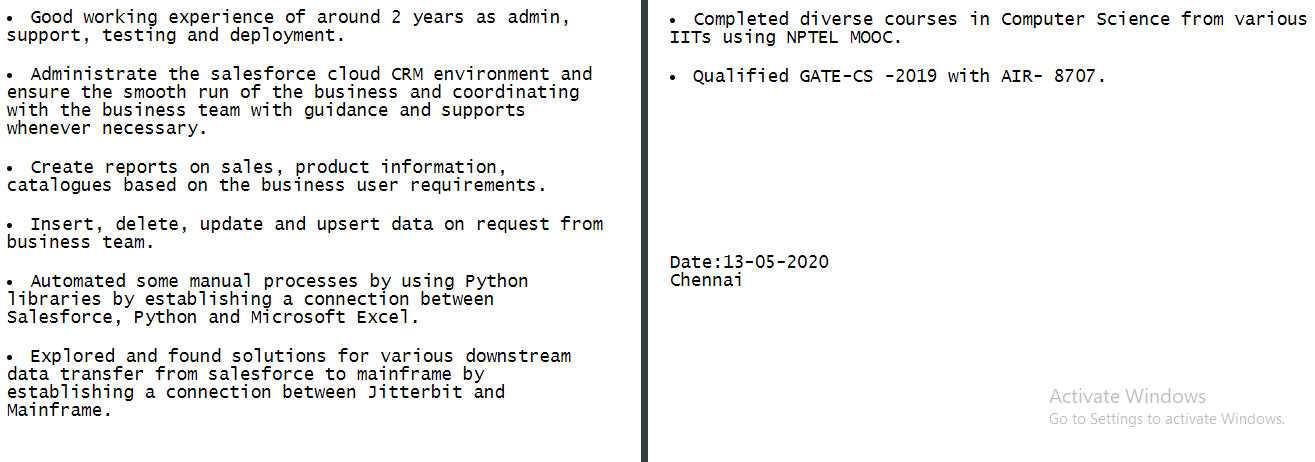 • Good working experience of around 2 years as admin,
support, testing and deployment.
• Administrate the salesforce cloud CRM environment and
ensure the smooth run of the business and coordinating
with the business team with guidance and supports
whenever necessary.
• Create reports on sales, product information,
catalogues based on the business user requirements.
• Insert, delete, update and upsert data on request from
business team.
• Automated some manual processes by using Python
libraries by establishing a connection between
Salesforce, Python and Microsoft Excel.
• Explored and found solutions for various downstream
data transfer from salesforce to mainframe by
establishing a connection between Jitterbit and
Mainframe.
• Completed diverse courses in Computer Science from various
IITs using NPTEL MOOC.
• Qualified GATE-CS -2019 with AIR- 8707.
Date:13-05-2020
Chennai
Activate Windows
Go to Settings to activate Windows.